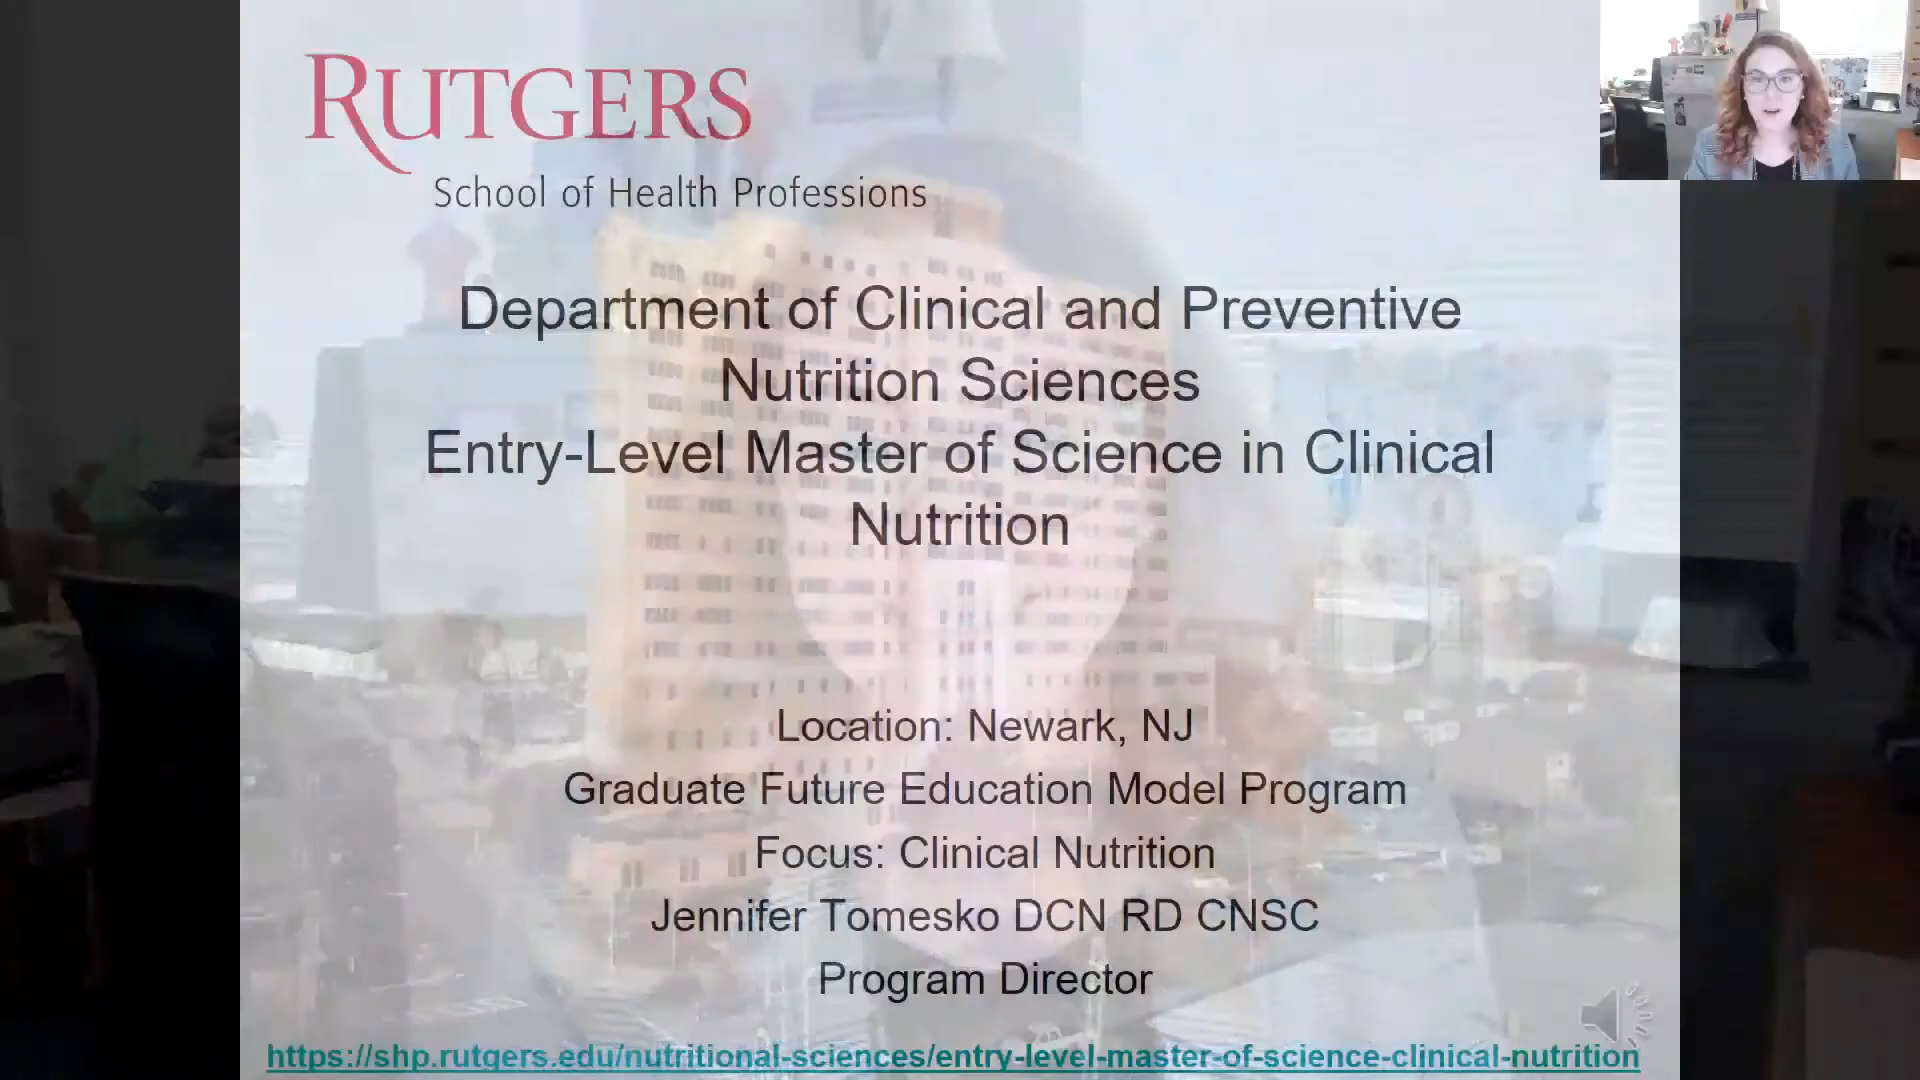 RUTGERS
School of Health Professions
Department of Clinical and Preventive
Nutrition Sciences
Entry-Level Master of Science in Clinical
Nutrition
Location: Newark, NJ
Graduate Future Education Model Program
Focus: Clinical Nutrition
Jennifer Tomesko DCN RD CNSC
Program Director
https://shp.rutgers.edu/nutritional-sciences/entry-level-master-of-science-clinical-nutrition